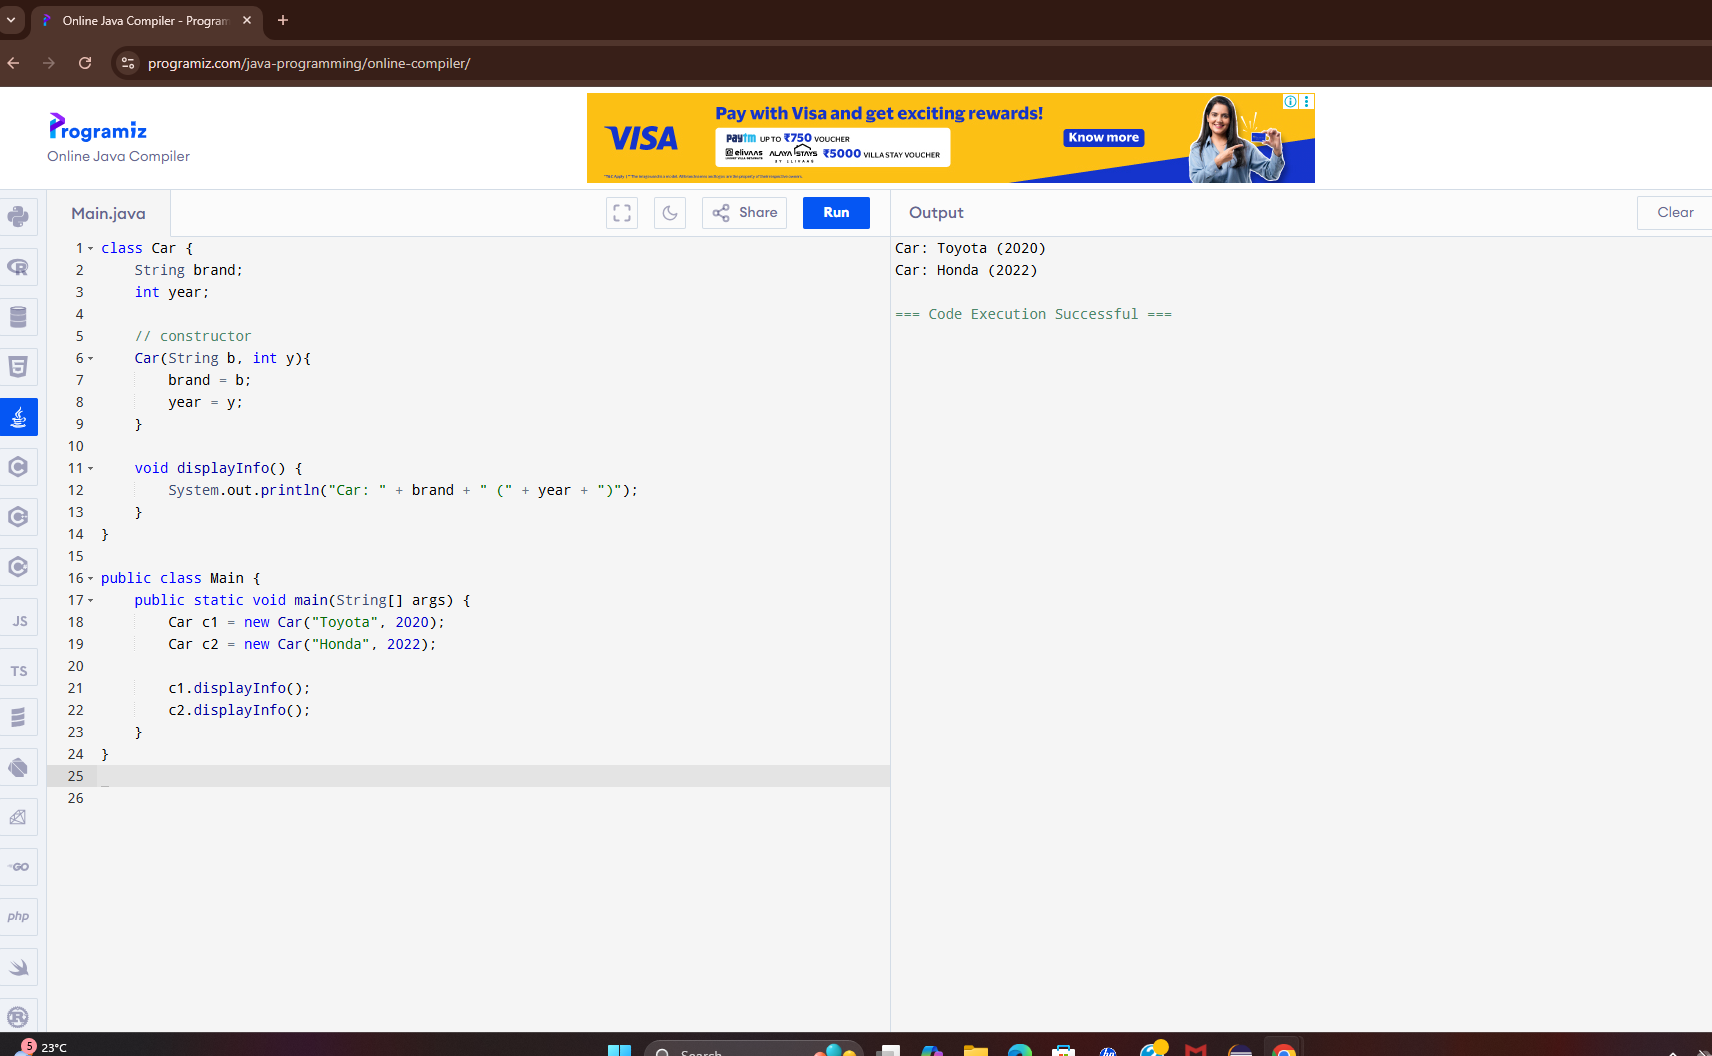 Online Java Compiler - Program
programiz.com/java-programming/online-compiler/
Programiz
Online Java Compiler
VISA
Pay with Visa and get exciting rewards!
paytm UP TO ₹750 VOUCHER
elivaas ALAYA STAYS BY ELIVAAS ₹5000 VILLA STAY VOUCHER
Know more
Main.java
Share
Run
Output
Clear
1 class Car {
2 String brand;
3 int year;
4
5 // constructor
6 Car(String b, int y){
7 brand = b;
8 year = y;
9 }
10
11 void displayInfo() {
12 System.out.println("Car: " + brand + " (" + year + ")");
13 }
14 }
15
16 public class Main {
17 public static void main(String[] args) {
18 Car c1 = new Car("Toyota", 2020);
19 Car c2 = new Car("Honda", 2022);
20
21 c1.displayInfo();
22 c2.displayInfo();
23 }
24 }
25
26
Car: Toyota (2020)
Car: Honda (2022)
=== Code Execution Successful ===
JS
TS
GO
php
5
23°C
Search
hp